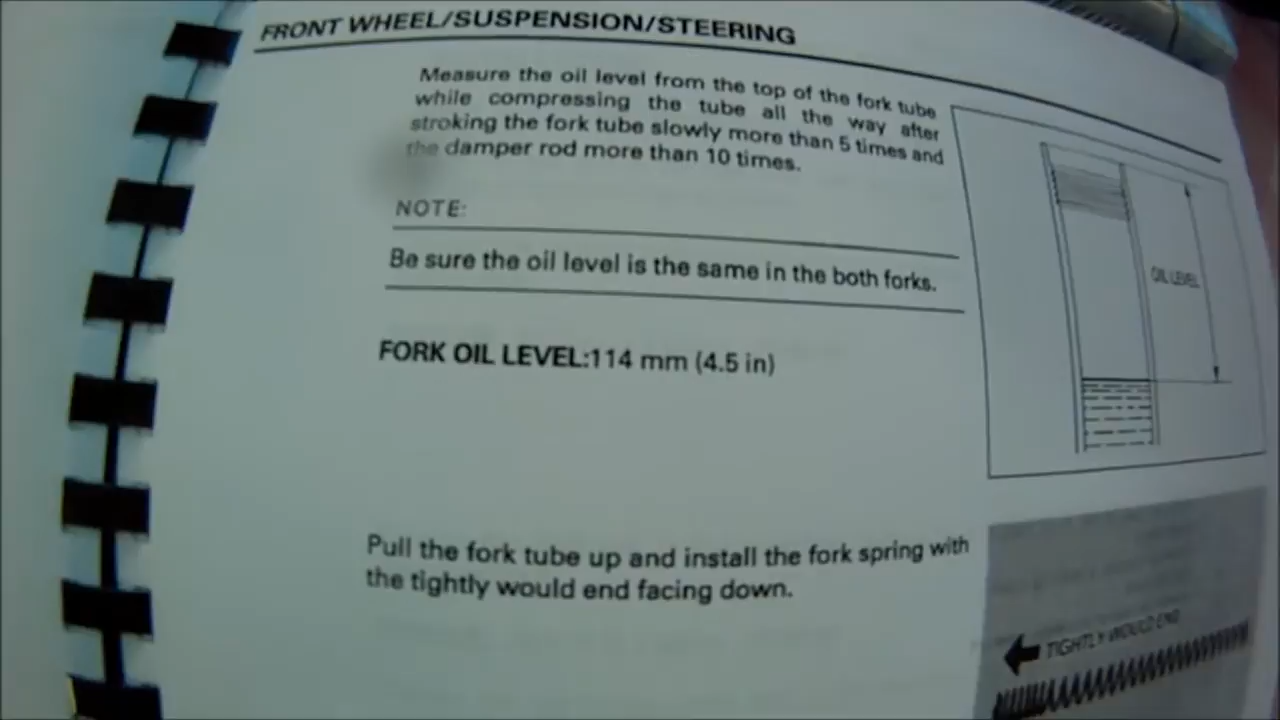 FRONT WHEEL/SUSPENSION/STEERING
Measure the oil level from the top of the fork tube
while compressing the tube all the way after
stroking the fork tube slowly more than 5 times and
the damper rod more than 10 times.
NOTE:
Be sure the oil level is the same in the both forks.
FORK OIL LEVEL:114 mm (4.5 in)
OIL LEVEL
Pull the fork tube up and install the fork spring with
the tightly would end facing down.
TIGHTLY WOULD END